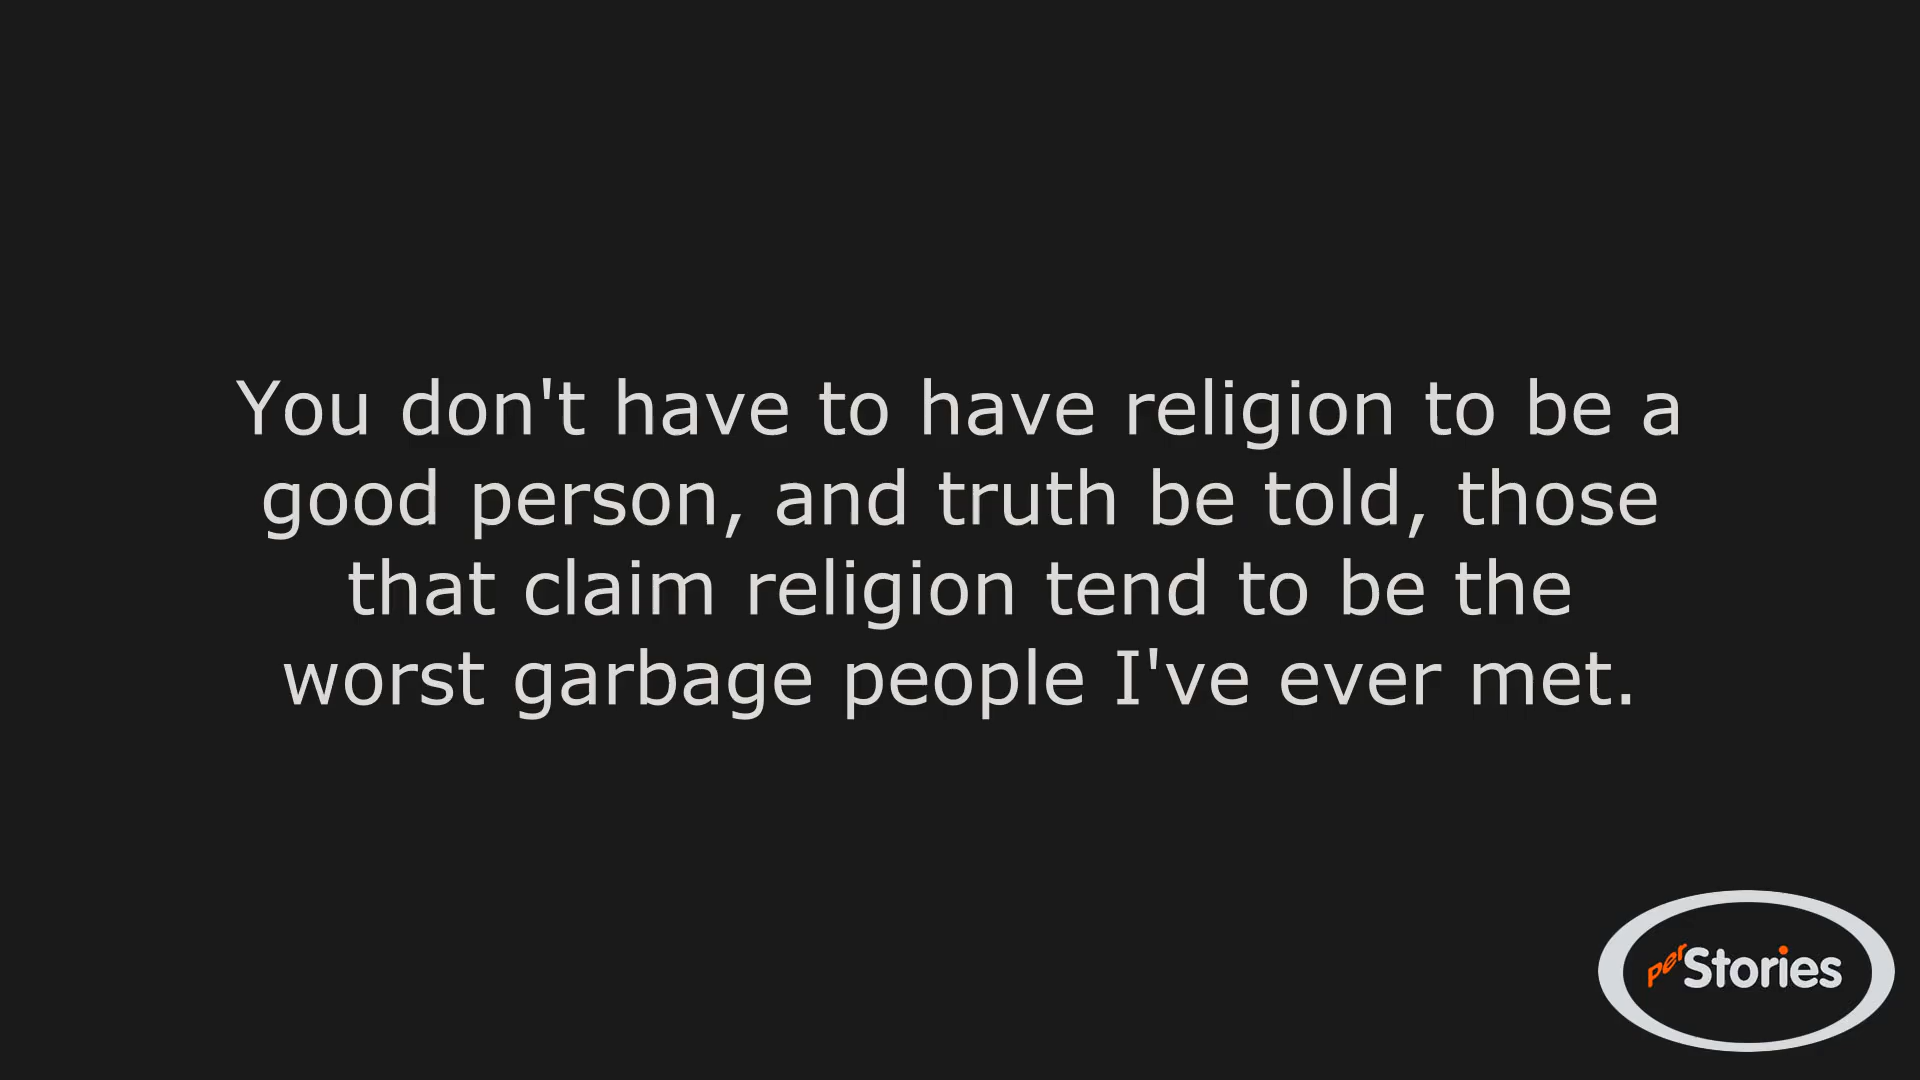 You don't have to have religion to be a
good person, and truth be told, those
that claim religion tend to be the
worst garbage people I've ever met.
perStories